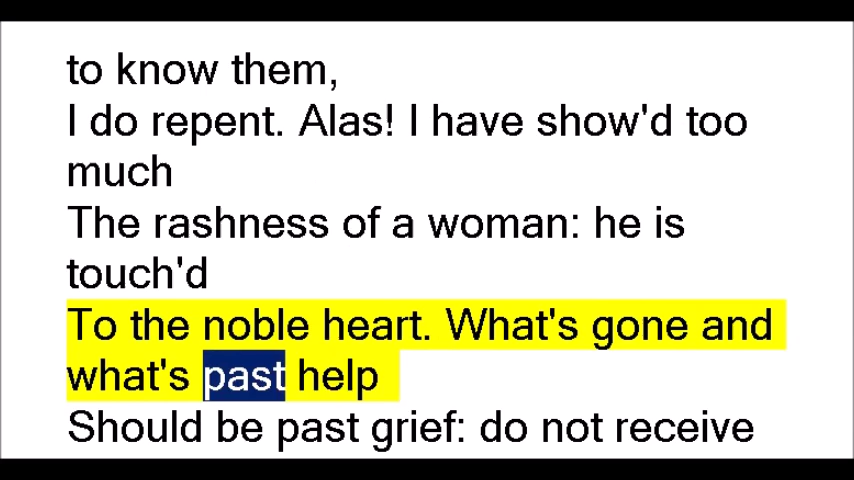 to know them,
I do repent. Alas! I have show'd too
much
The rashness of a woman: he is
touch'd
To the noble heart. What's gone and
what's past help
Should be past grief: do not receive